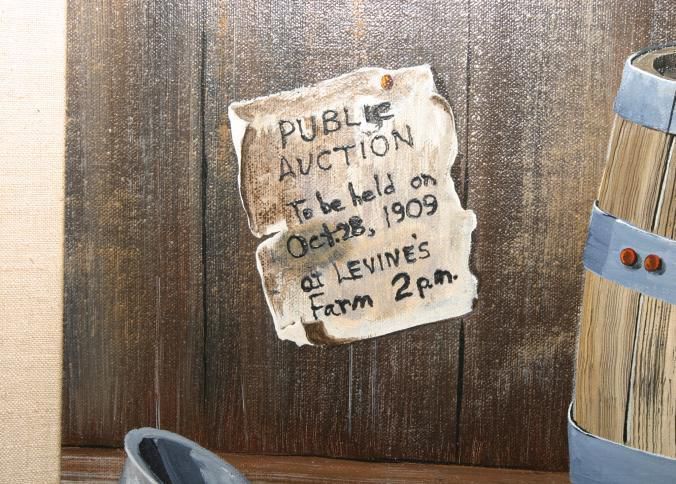 PUBLIC
AUCTION
To be held on
Oct.28, 1909
at LEVINE'S
Farm 2p.m.